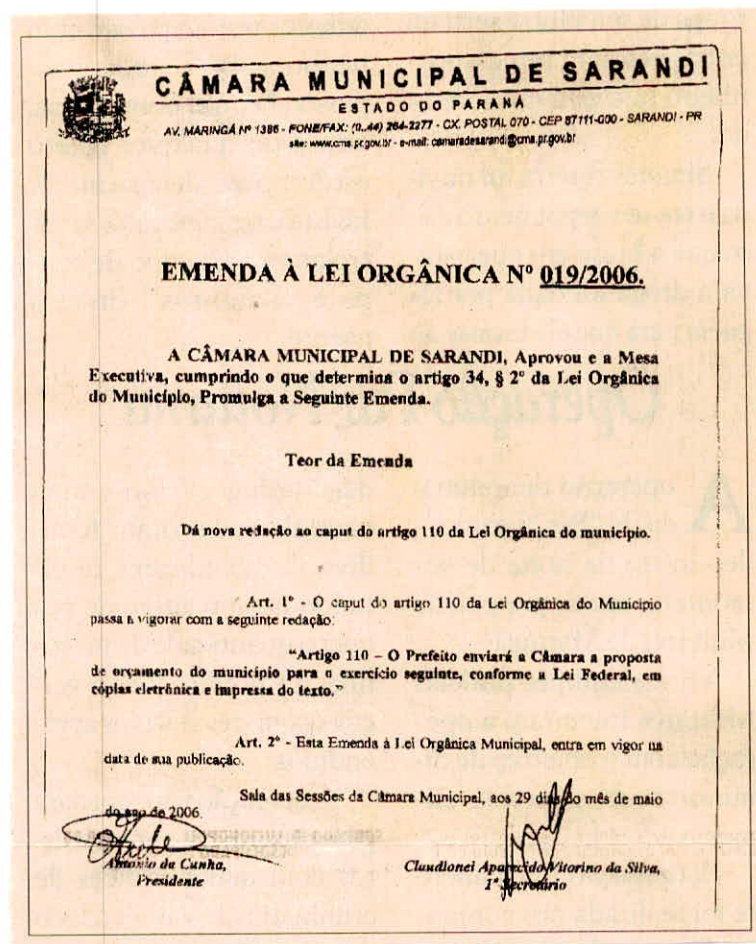 CÂMARA MUNICIPAL DE SARANDI
ESTADO DO PARANÁ
AV. MARINGÁ Nº 1386 - FONE/FAX: (0..44) 264-2277 - CX. POSTAL 070 - CEP 87111-000 - SARANDI - PR
site: www.cms.pr.gov.br - e-mail: camaradesarandi@cms.pr.gov.br
EMENDA À LEI ORGÂNICA Nº 019/2006.
A CÂMARA MUNICIPAL DE SARANDI, Aprovou e a Mesa
Executiva, cumprindo o que determina o artigo 34, § 2º da Lei Orgânica
do Município, Promulga a Seguinte Emenda.
Teor da Emenda
Dá nova redação ao caput do artigo 110 da Lei Orgânica do município.
Art. 1º - O caput do artigo 110 da Lei Orgânica do Município
passa a vigorar com a seguinte redação:
“Artigo 110 – O Prefeito enviará a Câmara a proposta
de orçamento do município para o exercício seguinte, conforme a Lei Federal, em
cópias eletrônica e impressa do texto.”
Art. 2º - Esta Emenda à Lei Orgânica Municipal, entra em vigor na
data de sua publicação.
Sala das Sessões da Câmara Municipal, aos 29 dias do mês de maio
do ano de 2006.
Antonio da Cunha,
Presidente
Claudionei Aparecido Vitorino da Silva,
1º Secretário